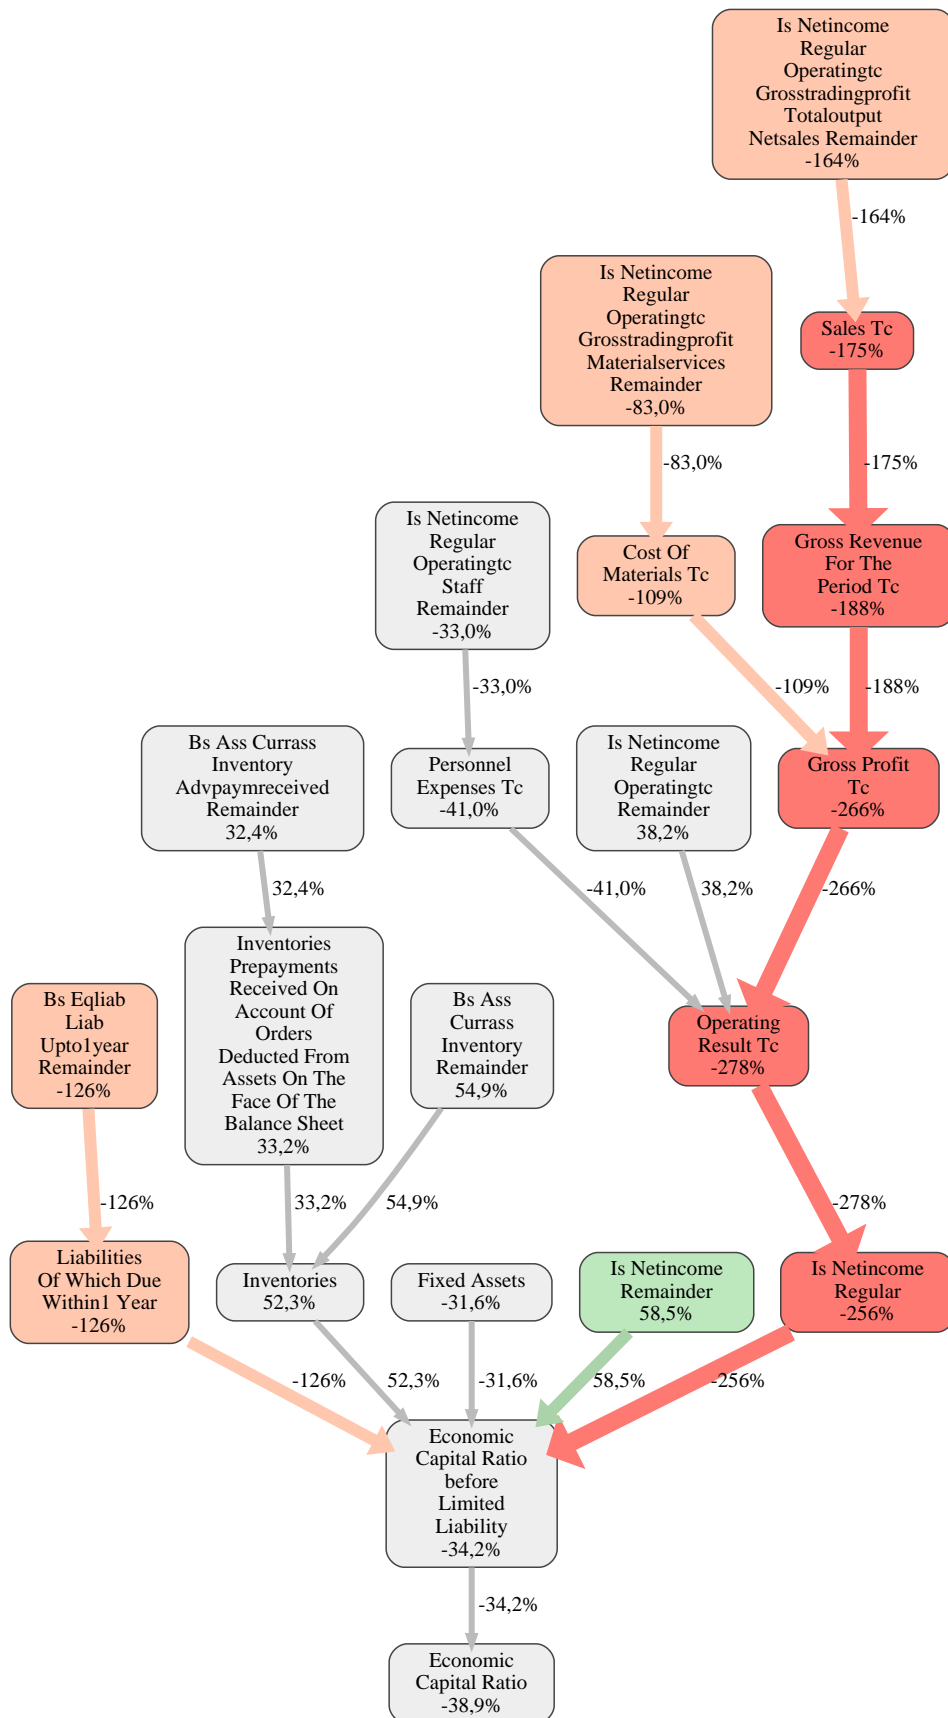 Is Netincome
Regular
Operatingtc
Grosstradingprofit
Totaloutput
Netsales Remainder
-164%
-164%
Is Netincome
Regular
Operatingtc
Grosstradingprofit
Materialservices
Remainder
-83,0%
Sales Tc
-175%
-83,0%
-175%
Is Netincome
Regular
Operatingtc
Staff
Remainder
-33,0%
Cost Of
Materials Tc
-109%
Gross Revenue
For The
Period Tc
-188%
-33,0%
-109%
-188%
Bs Ass Currass
Inventory
Advpaymreceived
Remainder
32,4%
Personnel
Expenses Tc
-41,0%
Is Netincome
Regular
Operatingtc
Remainder
38,2%
Gross Profit
Tc
-266%
32,4%
-41,0%
38,2%
-266%
Bs Eqliab
Liab
Upto1year
Remainder
-126%
Inventories
Prepayments
Received On
Account Of
Orders
Deducted From
Assets On The
Face Of The
Balance Sheet
33,2%
Bs Ass
Currass
Inventory
Remainder
54,9%
Operating
Result Tc
-278%
-126%
33,2%
54,9%
-278%
Liabilities
Of Which Due
Within1 Year
-126%
Inventories
52,3%
Fixed Assets
-31,6%
Is Netincome
Remainder
58,5%
Is Netincome
Regular
-256%
-126%
52,3%
-31,6%
58,5%
-256%
Economic
Capital Ratio
before
Limited
Liability
-34,2%
-34,2%
Economic
Capital Ratio
-38,9%